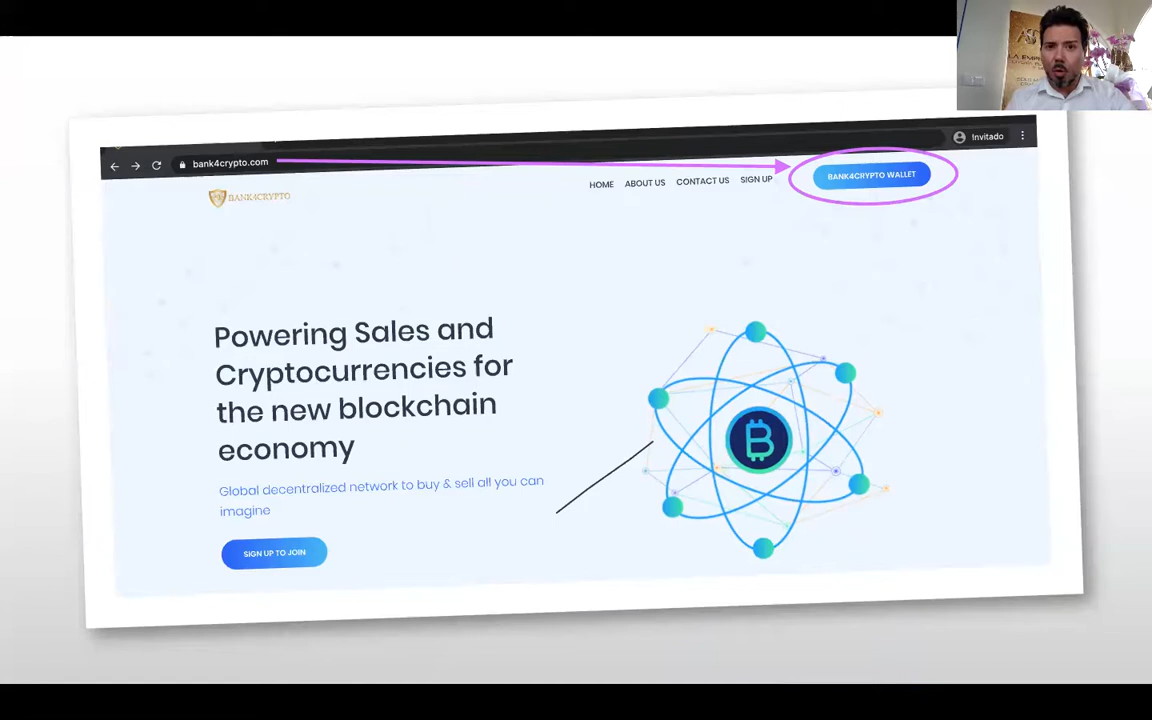 bank4crypto.com
Invitado
BANK4CRYPTO
HOME ABOUT US CONTACT US SIGN UP BANK4CRYPTO WALLET
Powering Sales and
Cryptocurrencies for
the new blockchain
economy
Global decentralized network to buy & sell all you can
imagine
SIGN UP TO JOIN